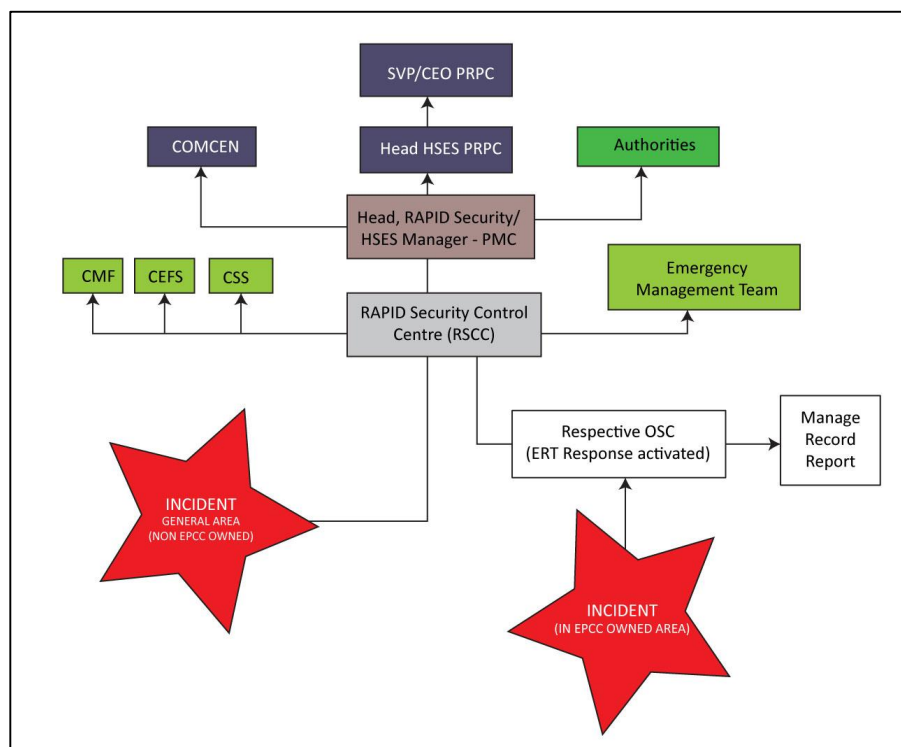 SVP/CEO PRPC
COMCEN
Head HSES PRPC
Authorities
Head, RAPID Security/
HSES Manager - PMC
CMF
CEFS
CSS
Emergency
Management Team
RAPID Security Control
Centre (RSCC)
Respective OSC
(ERT Response activated)
Manage
Record
Report
INCIDENT
GENERAL AREA
(NON EPCC OWNED)
INCIDENT
(IN EPCC OWNED AREA)